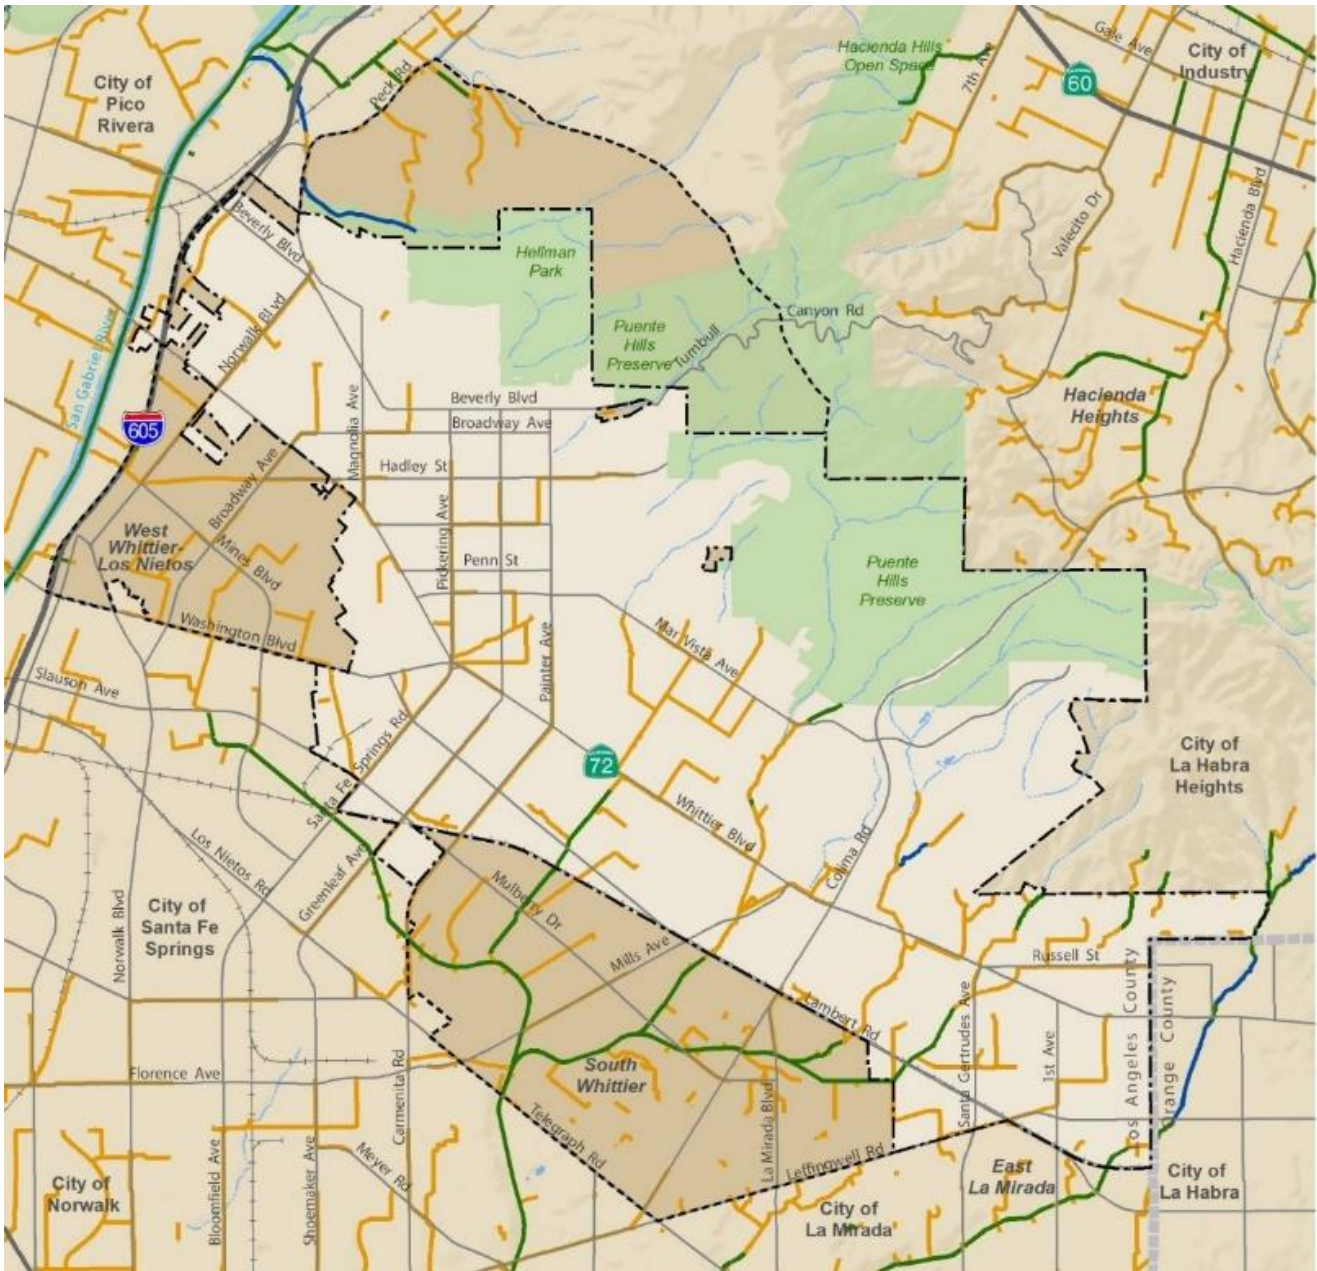 Hacienda Hills
Open Space
7th Ave
60
Gale Ave
City of
Industry
City of
Pico
Rivera
Peck Rd
Hacienda Blvd
Valecito Dr
Beverly Blvd
Hellman
Park
Norwalk Blvd
San Gabriel River
Puente
Hills
Preserve
Turnbull
Canyon Rd
605
Beverly Blvd
Broadway Ave
Magnolia Ave
Hadley St
Hacienda
Heights
Broadway Ave
West
Whittier-
Los Nietos
Mines Blvd
Pickering Ave
Penn St
Puente
Hills
Preserve
Washington Blvd
Mar Vista Ave
Painter Ave
Slauson Ave
Santa Fe Springs Rd
72
Whittier Blvd
Colima Rd
City of
La Habra
Heights
Los Nietos Rd
Greenleaf Ave
Mulberry Dr
Mills Ave
Norwalk Blvd
City of
Santa Fe
Springs
Russell St
Lambert Rd
Santa Gertrudes Ave
1st Ave
Los Angeles County
Orange County
Florence Ave
Carmenita Rd
South
Whittier
La Mirada Blvd
Telegraph Rd
Leffingwell Rd
Meyer Rd
Bloomfield Ave
Shoemaker Ave
City of
Norwalk
East
La Mirada
City of
La Mirada
City of
La Habra